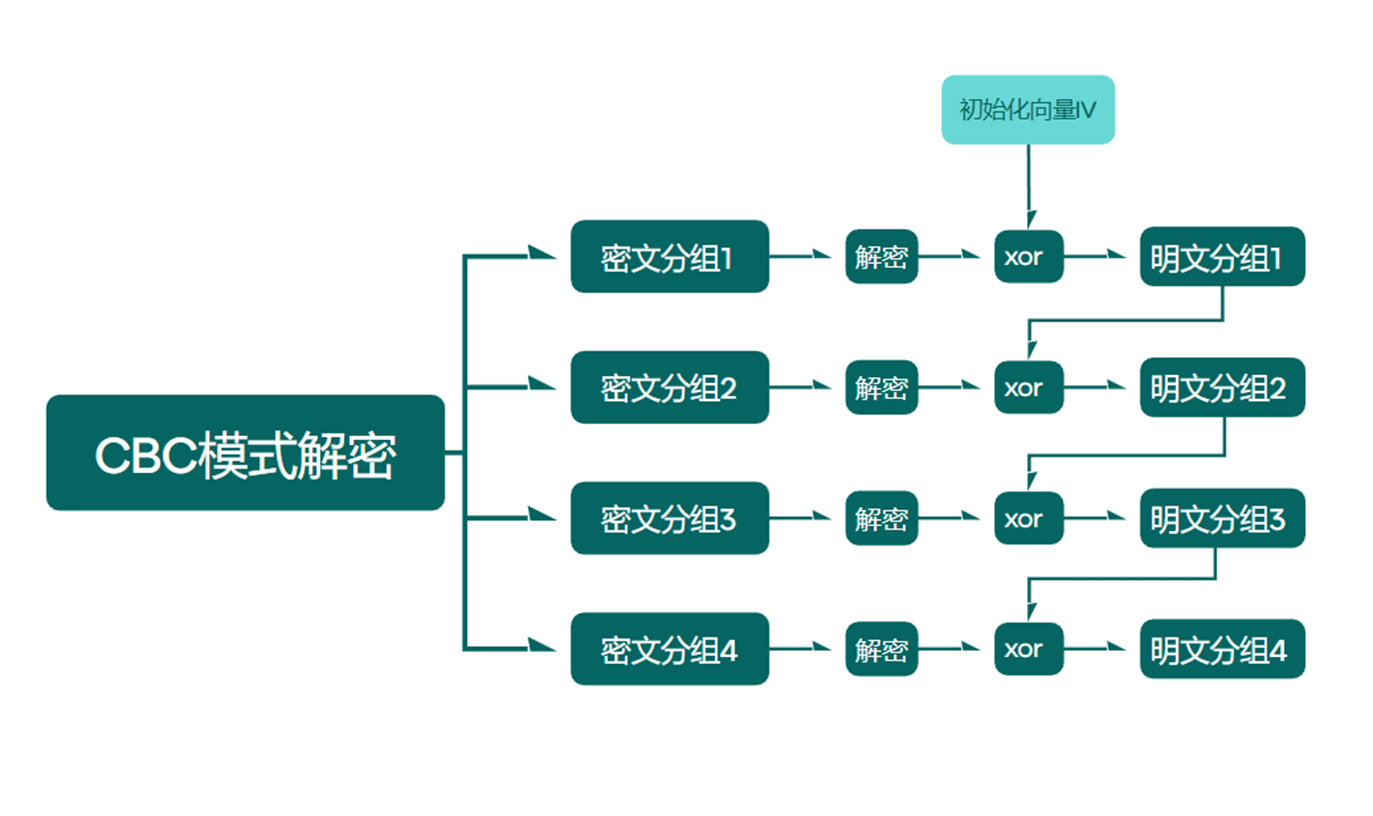 初始化向量IV
密文分组1
解密
xor
明文分组1
密文分组2
解密
xor
明文分组2
CBC模式解密
密文分组3
解密
xor
明文分组3
密文分组4
解密
xor
明文分组4